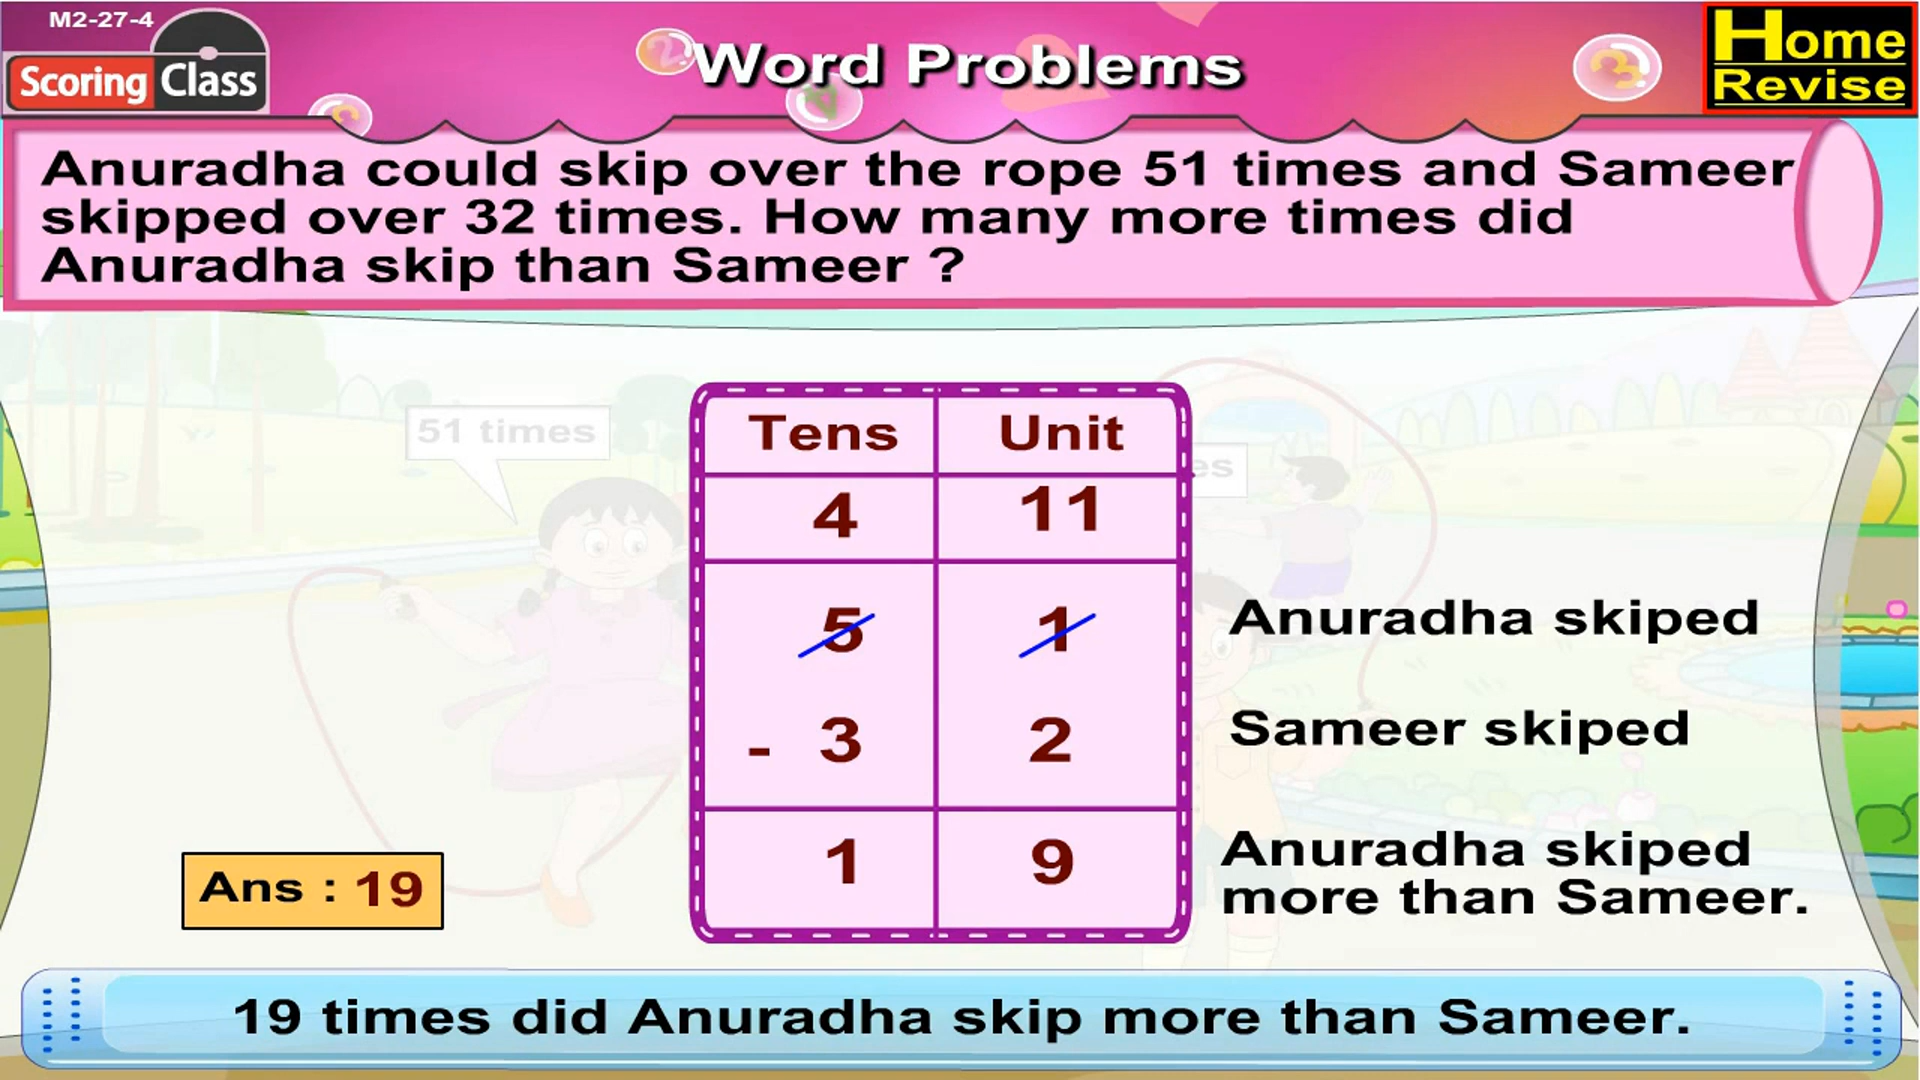 M2-27-4
Scoring Class
Word Problems
Home
Revise
Anuradha could skip over the rope 51 times and Sameer
skipped over 32 times. How many more times did
Anuradha skip than Sameer ?
51 times
es
Tens Unit
4 11
5 1 Anuradha skiped
- 3 2 Sameer skiped
1 9 Anuradha skiped
more than Sameer.
Ans : 19
19 times did Anuradha skip more than Sameer.